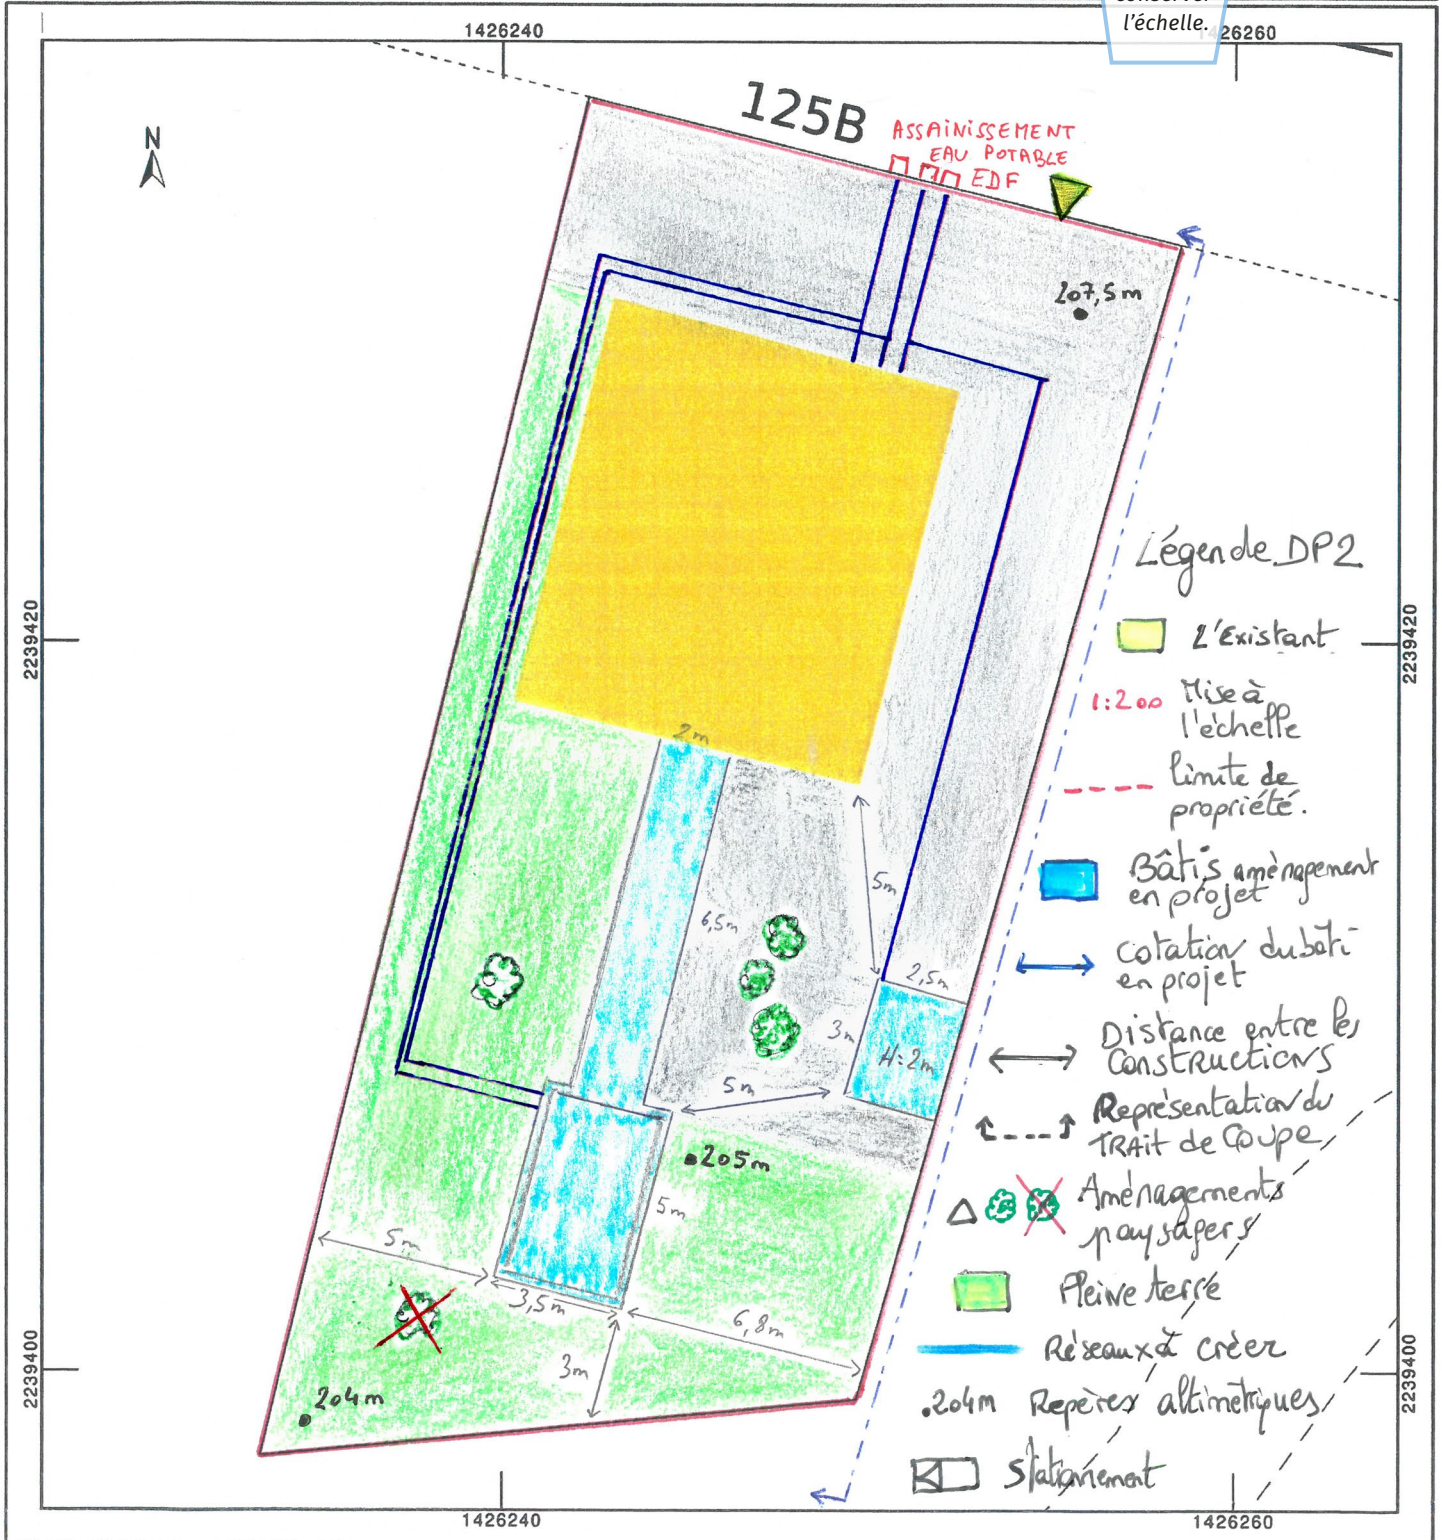 conserver
l'échelle.
1426240
1426260
N
125B
ASSAINISSEMENT
EAU POTABLE
EDF
207,5m
2239420
2239420
Légende DP2
L'Existant
1:200 Mise à
l'échelle
limite de
propriété.
Bâtis aménagement
en projet
cotation du bâti
en projet
Distance entre les
constructions
Représentation du
TRAIT de COUPE
Aménagements
paysagers
Pleine terre
Réseaux à créer
.204m Repères altimétriques
Stationnement
2m
5m
6,5m
2,5m
3m
H:2m
5m
205m
5m
5m
3,5m
6,8m
3m
204m
2239400
2239400
1426240
1426260